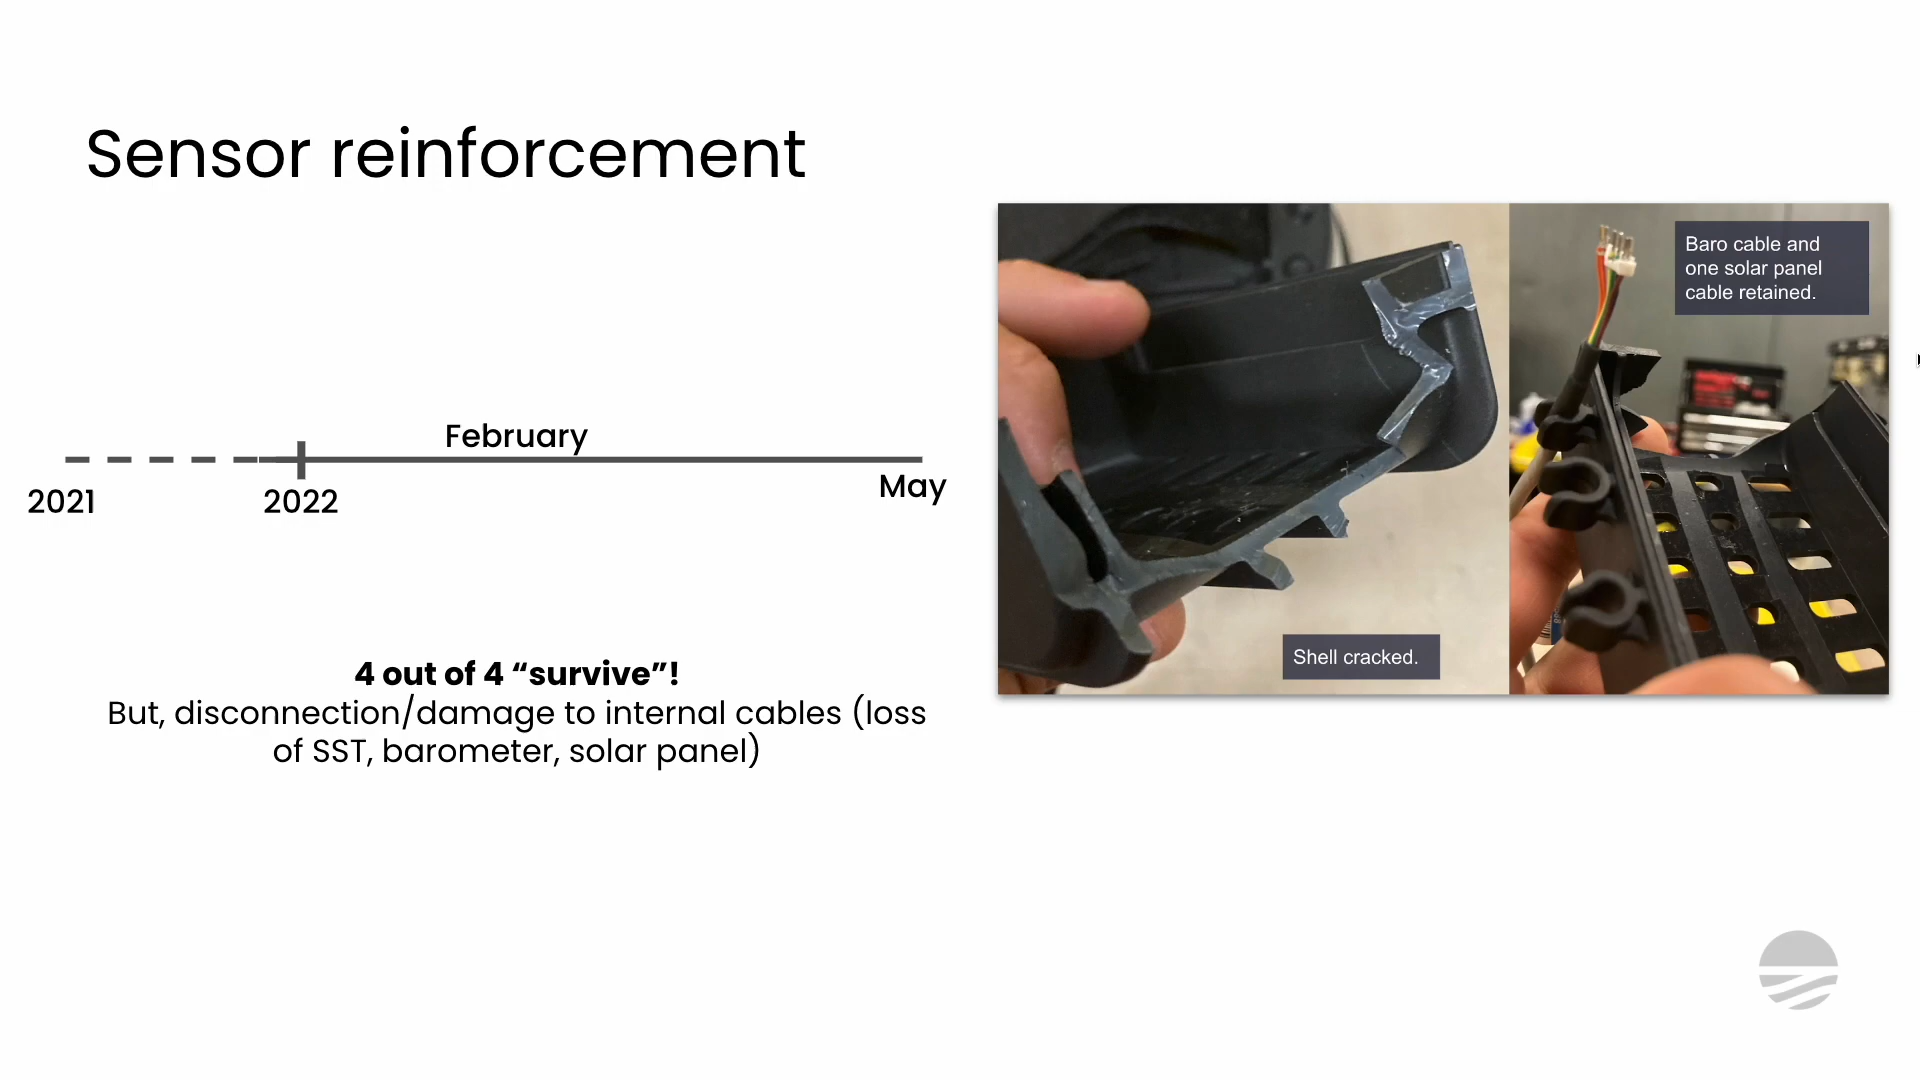 Sensor reinforcement
February
May
2021
2022
4 out of 4 “survive”!
But, disconnection/damage to internal cables (loss
of SST, barometer, solar panel)
Shell cracked.
Baro cable and
one solar panel
cable retained.